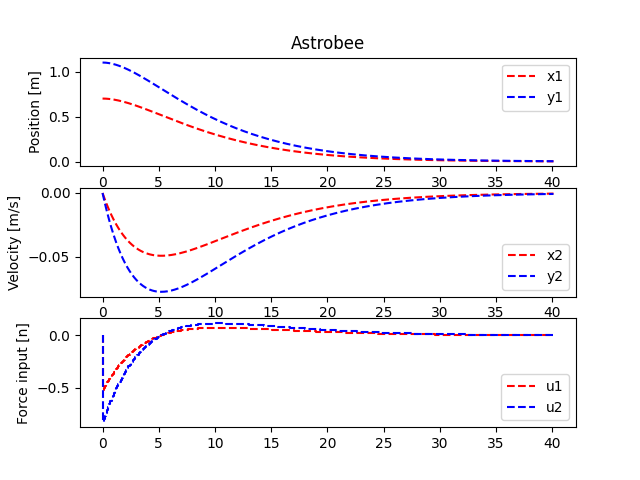 Astrobee
Position [m]
1.0
0.5
0.0
x1
y1
0 5 10 15 20 25 30 35 40
Velocity [m/s]
0.00
−0.05
x2
y2
0 5 10 15 20 25 30 35 40
Force input [n]
0.0
−0.5
u1
u2
0 5 10 15 20 25 30 35 40